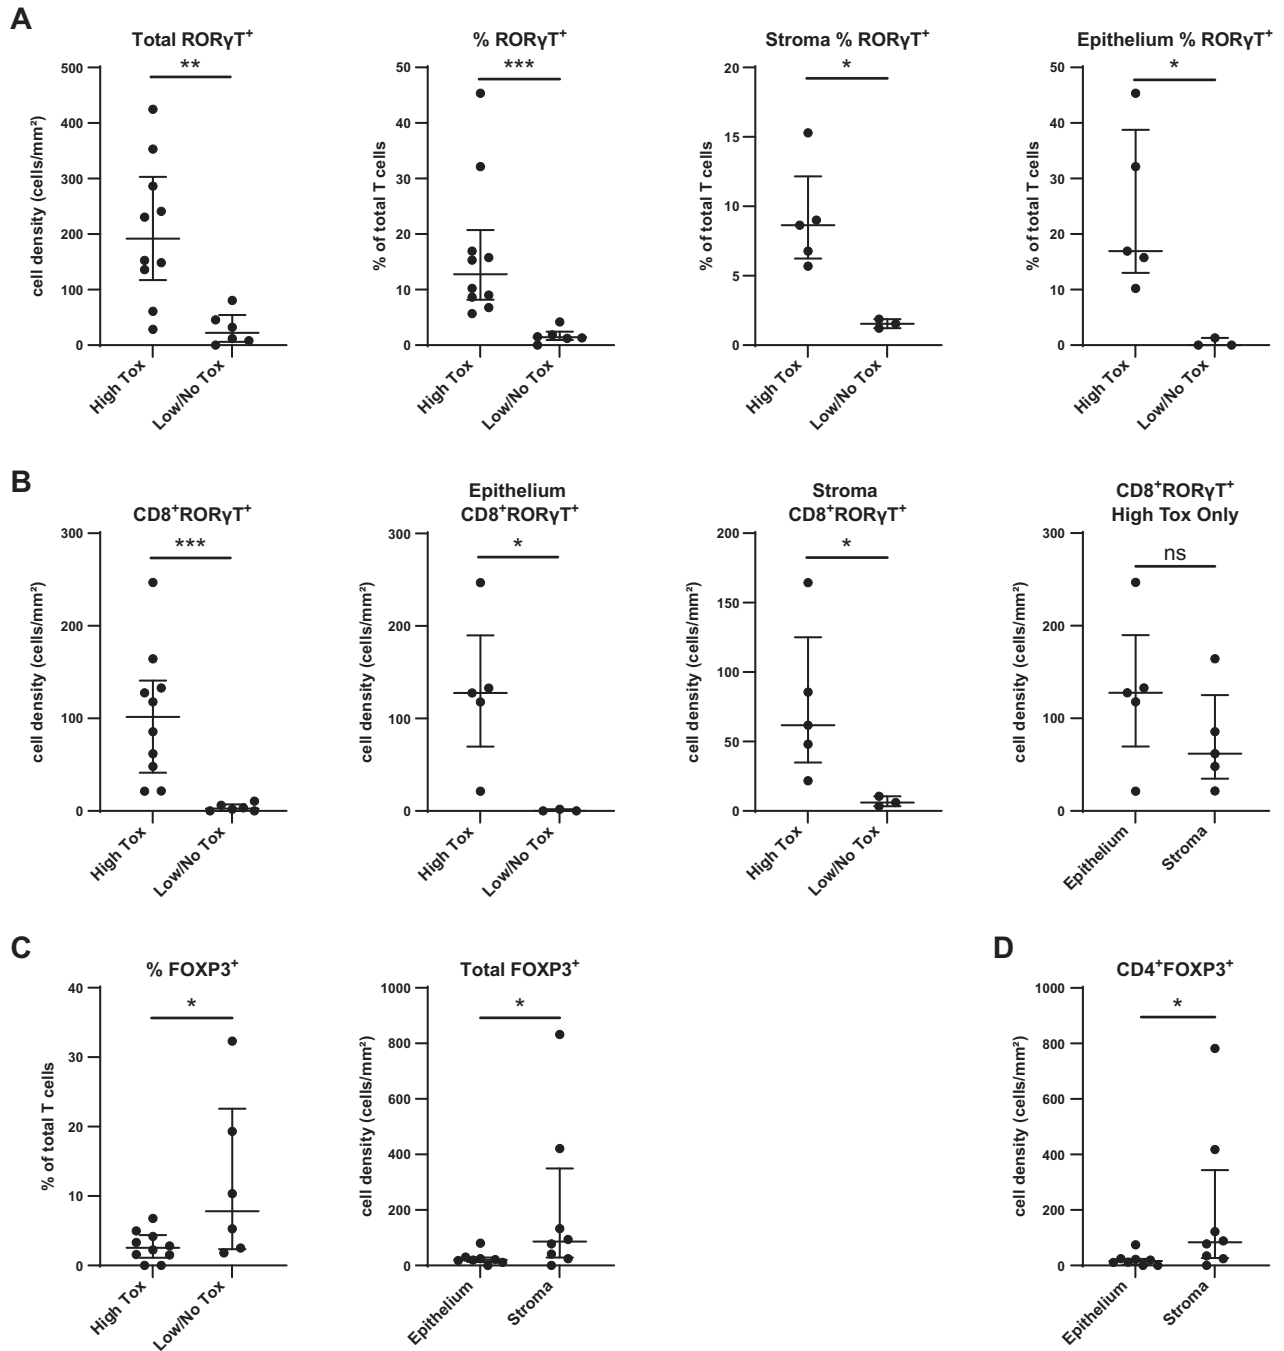 A
Total RORγT⁺
**
cell density (cells/mm²)
500
400
300
200
100
0
High Tox
Low/No Tox
% RORγT⁺
***
% of total T cells
50
40
30
20
10
0
High Tox
Low/No Tox
Stroma % RORγT⁺
*
% of total T cells
20
15
10
5
0
High Tox
Low/No Tox
Epithelium % RORγT⁺
*
% of total T cells
50
40
30
20
10
0
High Tox
Low/No Tox
B
CD8⁺RORγT⁺
***
cell density (cells/mm²)
300
200
100
0
High Tox
Low/No Tox
Epithelium
CD8⁺RORγT⁺
*
cell density (cells/mm²)
300
200
100
0
High Tox
Low/No Tox
Stroma
CD8⁺RORγT⁺
*
cell density (cells/mm²)
200
150
100
50
0
High Tox
Low/No Tox
CD8⁺RORγT⁺
High Tox Only
ns
cell density (cells/mm²)
300
200
100
0
Epithelium
Stroma
C
% FOXP3⁺
*
% of total T cells
40
30
20
10
0
High Tox
Low/No Tox
Total FOXP3⁺
*
cell density (cells/mm²)
1000
800
600
400
200
0
Epithelium
Stroma
D
CD4⁺FOXP3⁺
*
cell density (cells/mm²)
1000
800
600
400
200
0
Epithelium
Stroma